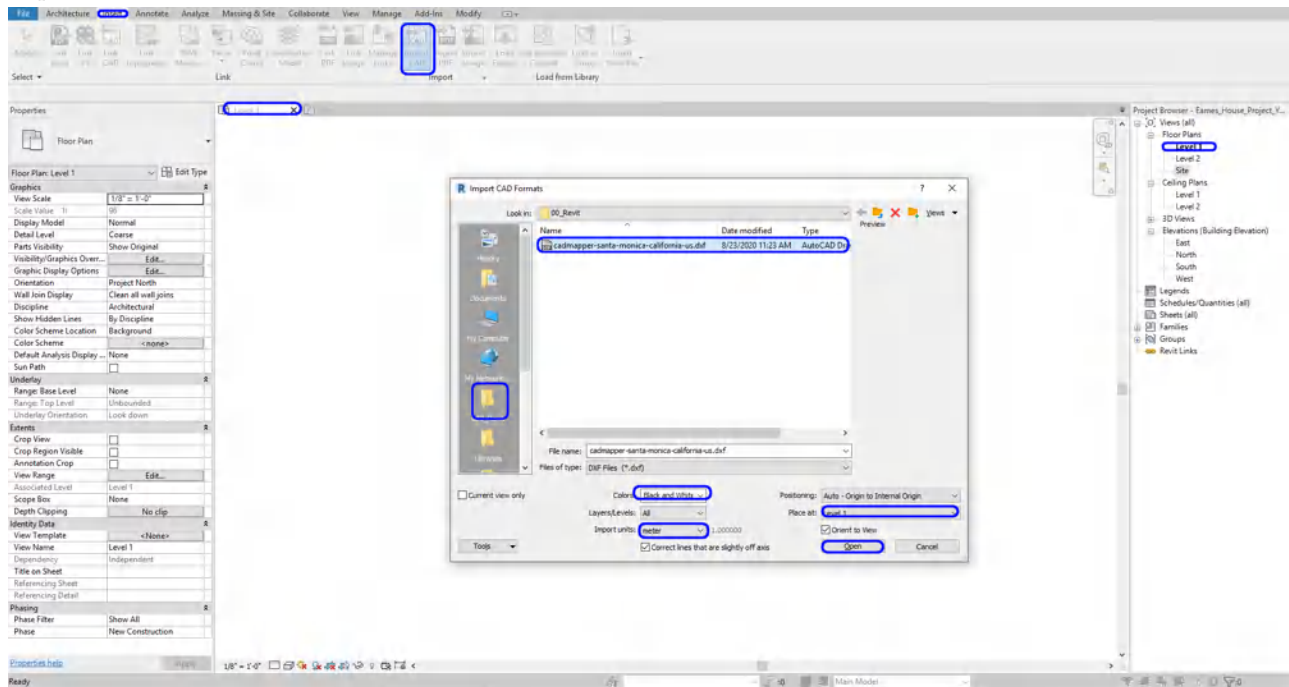 File Architecture Insert Annotate Analyze Massing & Site Collaborate View Manage Add-Ins Modify
Select
Link
Import
Load from Library
Properties
Level 1
Floor Plan
Floor Plan: Level 1 Edit Type
Graphics
View Scale 1/8" = 1'-0"
Scale Value 1: 96
Display Model Normal
Detail Level Coarse
Parts Visibility Show Original
Visibility/Graphics Overr... Edit...
Graphic Display Options Edit...
Orientation Project North
Wall Join Display Clean all wall joins
Discipline Architectural
Show Hidden Lines By Discipline
Color Scheme Location Background
Color Scheme <none>
Default Analysis Display ... None
Sun Path
Underlay
Range: Base Level None
Range: Top Level Unbounded
Underlay Orientation Look down
Extents
Crop View
Crop Region Visible
Annotation Crop
View Range Edit...
Associated Level Level 1
Scope Box None
Depth Clipping No clip
Identity Data
View Template <None>
View Name Level 1
Dependency Independent
Title on Sheet
Referencing Sheet
Referencing Detail
Phasing
Phase Filter Show All
Phase New Construction
Properties help Apply
Ready
1/8" = 1'-0"
:0 Main Model :0
R Import CAD Formats ? X
Look in: 00_Revit Views
Name Date modified Type
Preview
cadmapper-santa-monica-california-us.dxf 8/23/2020 11:23 AM AutoCAD Dr
History
Documents
My Computer
My Network...
Libraries
File name: cadmapper-santa-monica-california-us.dxf
Files of type: DXF Files (*.dxf)
Current view only
Colors: Black and White
Layers/Levels: All
Import units: meter 1.000000
Correct lines that are slightly off axis
Positioning: Auto - Origin to Internal Origin
Place at: Level 1
Orient to View
Tools Open Cancel
Project Browser - Eames_House_Project_Y...
Views (all)
Floor Plans
Level 1
Level 2
Site
Ceiling Plans
Level 1
Level 2
3D Views
Elevations (Building Elevation)
East
North
South
West
Legends
Schedules/Quantities (all)
Sheets (all)
Families
Groups
Revit Links